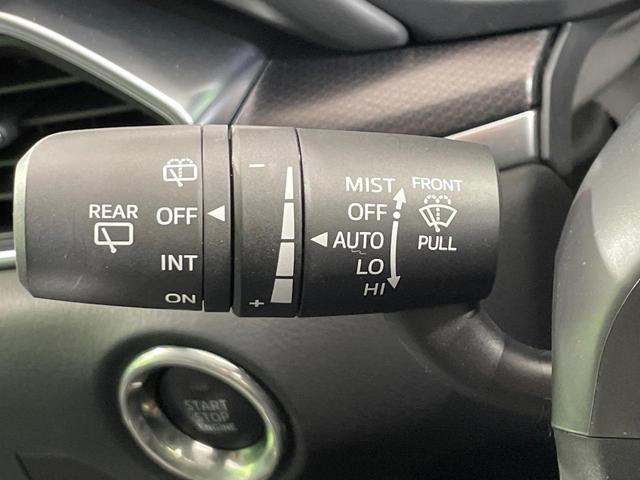 REAR
OFF
INT
ON
−
+
MIST
OFF
AUTO
LO
HI
FRONT
PULL
START
STOP
ENGINE